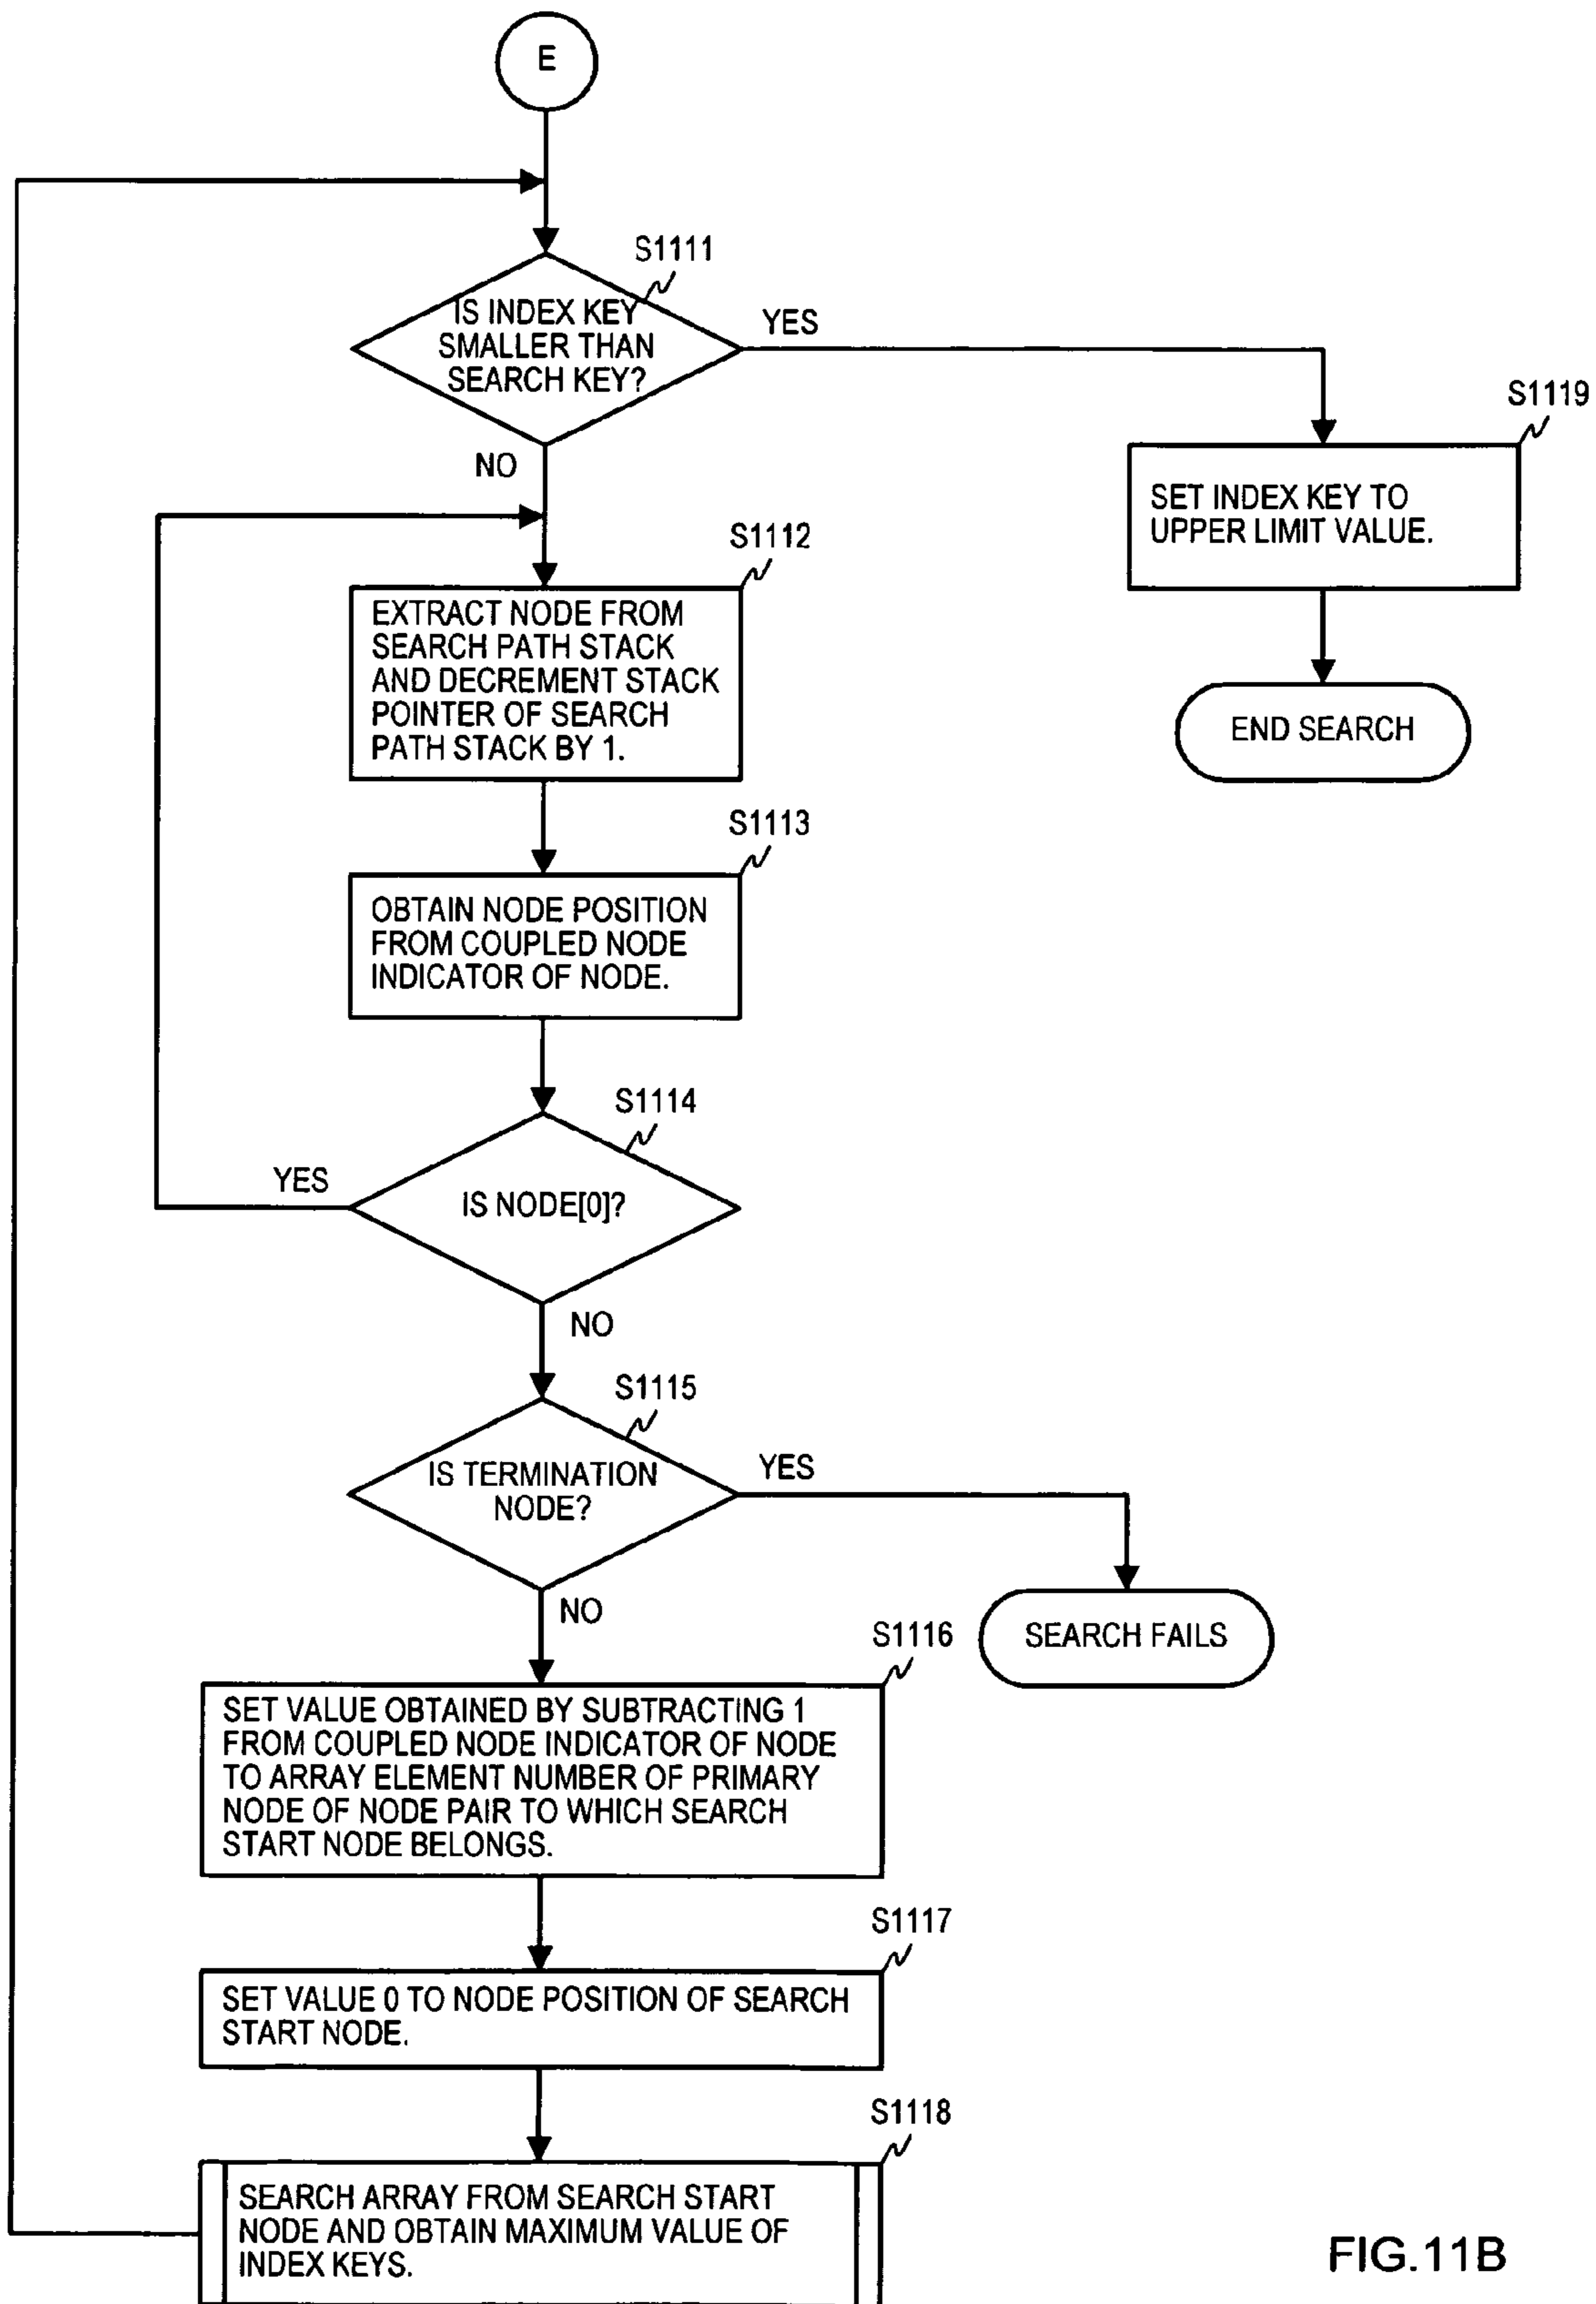 E
S1111
IS INDEX KEY
SMALLER THAN
SEARCH KEY?
YES
NO
S1119
SET INDEX KEY TO
UPPER LIMIT VALUE.
END SEARCH
S1112
EXTRACT NODE FROM
SEARCH PATH STACK
AND DECREMENT STACK
POINTER OF SEARCH
PATH STACK BY 1.
S1113
OBTAIN NODE POSITION
FROM COUPLED NODE
INDICATOR OF NODE.
S1114
YES
IS NODE[0]?
NO
S1115
IS TERMINATION
NODE?
YES
NO
SEARCH FAILS
S1116
SET VALUE OBTAINED BY SUBTRACTING 1
FROM COUPLED NODE INDICATOR OF NODE
TO ARRAY ELEMENT NUMBER OF PRIMARY
NODE OF NODE PAIR TO WHICH SEARCH
START NODE BELONGS.
S1117
SET VALUE 0 TO NODE POSITION OF SEARCH
START NODE.
S1118
SEARCH ARRAY FROM SEARCH START
NODE AND OBTAIN MAXIMUM VALUE OF
INDEX KEYS.
FIG.11B